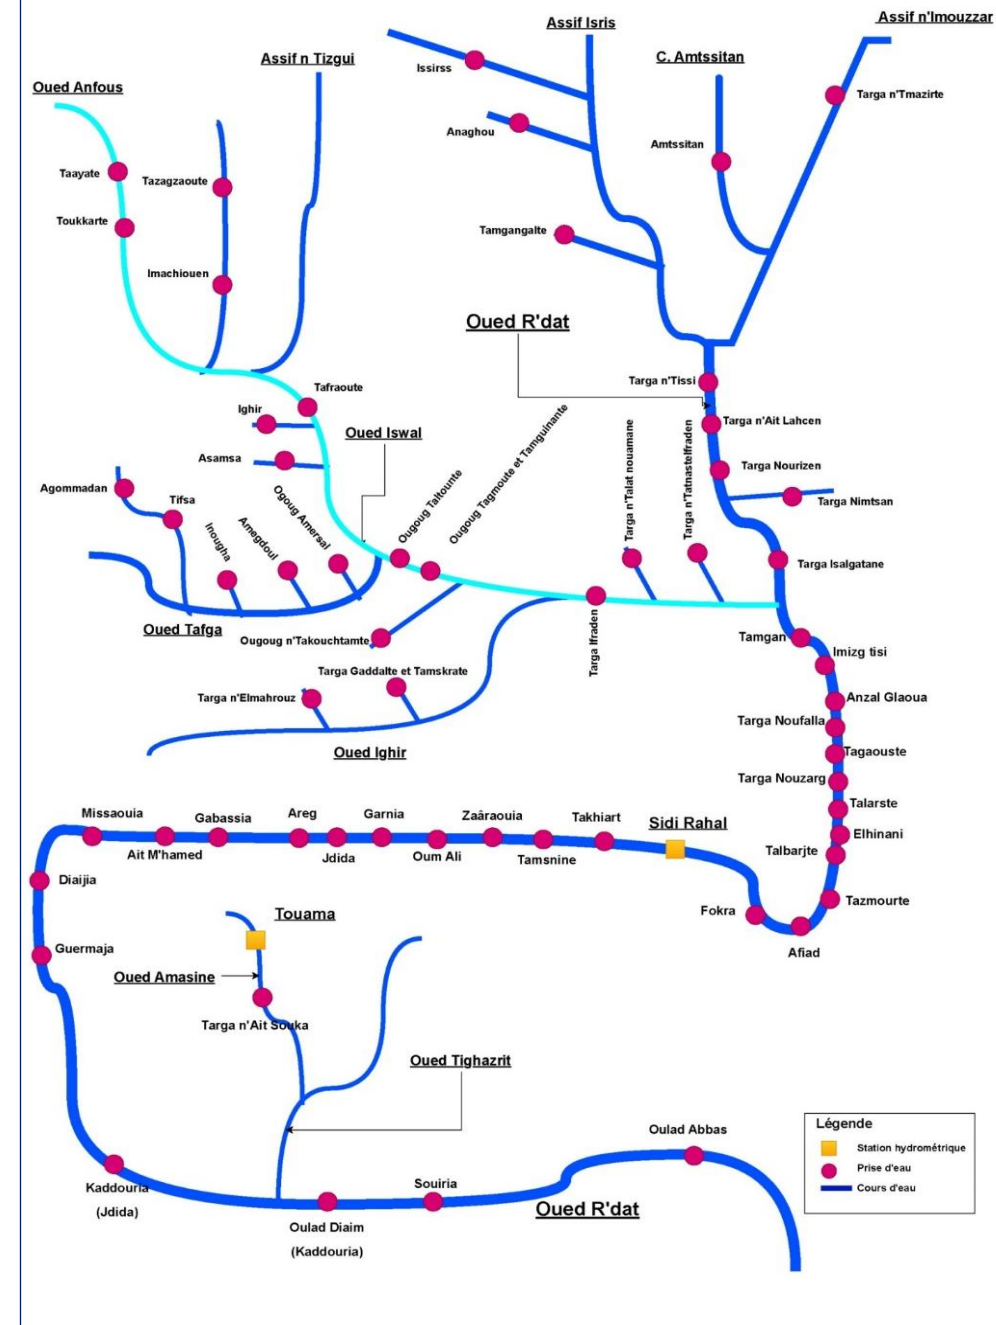 Assif n'Imouzzar
Assif Isris
C. Amtssitan
Assif n Tizgui
Oued Anfous
Issirss
Targa n'Tmazirte
Anaghou
Amtssitan
Taayate
Tazagzaoute
Toukkarte
Tamgangalte
Imachiouen
Oued R'dat
Targa n'Tissi
Tafraoute
Ighir
Targa n'Ait Lahcen
Oued Iswal
Asamsa
Targa Nourizen
Agommadan
Tifsa
Targa Nimtsan
Inougha
Amegdoul
Ogoug Amersal
Ougoug Taltounte
Ougoug Tagmoute et Tamguinante
Targa n'Talat nouamane
Targa n'Tatnastelfraden
Targa Isalgatane
Oued Tafga
Ougoug n'Takouchtamte
Targa Ifraden
Tamgan
Imizg tisi
Targa Gaddalte et Tamskrate
Targa n'Elmahrouz
Anzal Glaoua
Targa Noufalla
Oued Ighir
Tagaouste
Targa Nouzarg
Talarste
Elhinani
Talbarjte
Missaouia
Gabassia
Areg
Garnia
Zaâraouia
Takhiart
Sidi Rahal
Ait M'hamed
Jdida
Oum Ali
Tamsnine
Diaijia
Tazmourte
Fokra
Afiad
Touama
Guermaja
Oued Amasine
Targa n'Ait Souka
Oued Tighazrit
Oulad Abbas
Légende
Station hydrométrique
Prise d'eau
Cours d'eau
Kaddouria
(Jdida)
Souiria
Oued R'dat
Oulad Diaim
(Kaddouria)